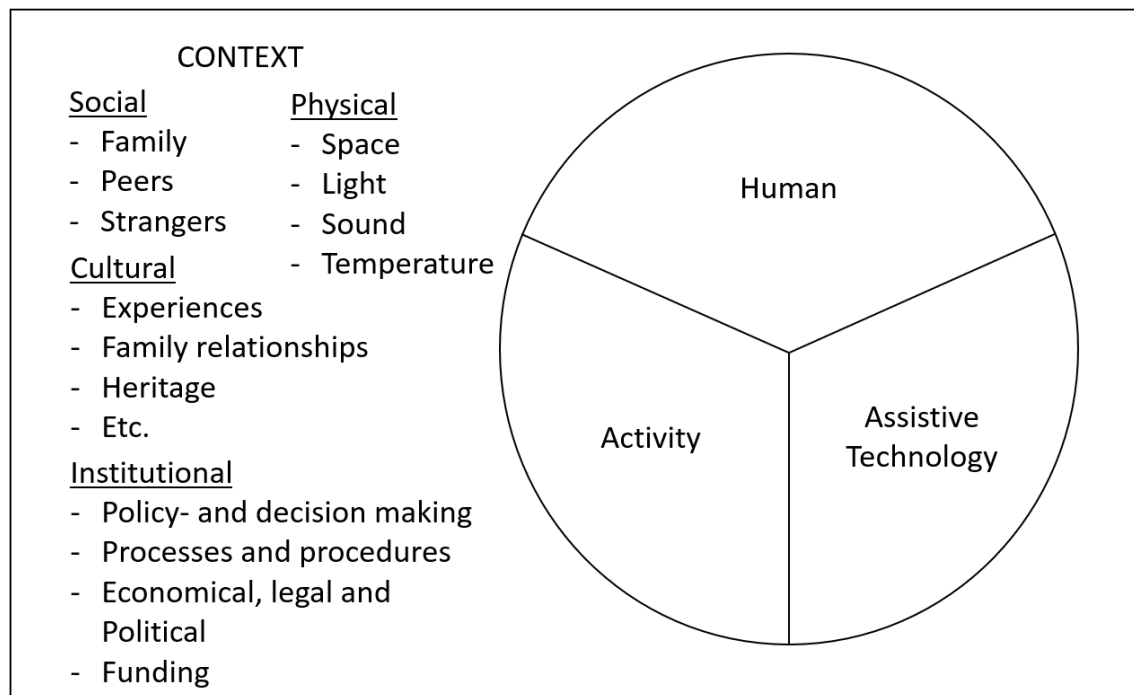 CONTEXT
Social
- Family
- Peers
- Strangers
Physical
- Space
- Light
- Sound
- Temperature
Cultural
- Experiences
- Family relationships
- Heritage
- Etc.
Institutional
- Policy- and decision making
- Processes and procedures
- Economical, legal and
Political
- Funding
Human
Activity
Assistive
Technology